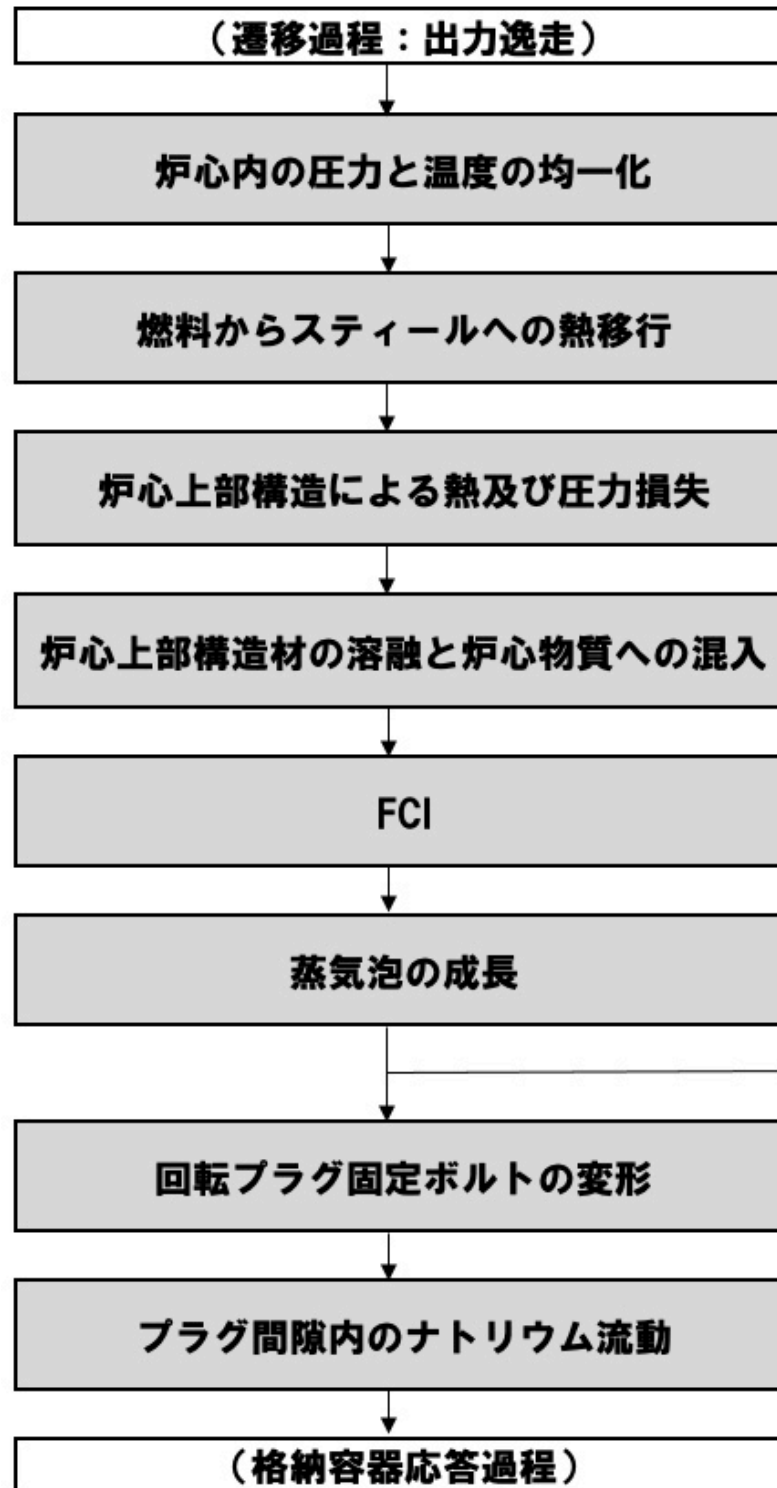 （遷移過程：出力逸走）
炉心内の圧力と温度の均一化
燃料からスティールへの熱移行
炉心上部構造による熱及び圧力損失
炉心上部構造材の溶融と炉心物質への混入
FCI
蒸気泡の成長
回転プラグ固定ボルトの変形
プラグ間隙内のナトリウム流動
（格納容器応答過程）